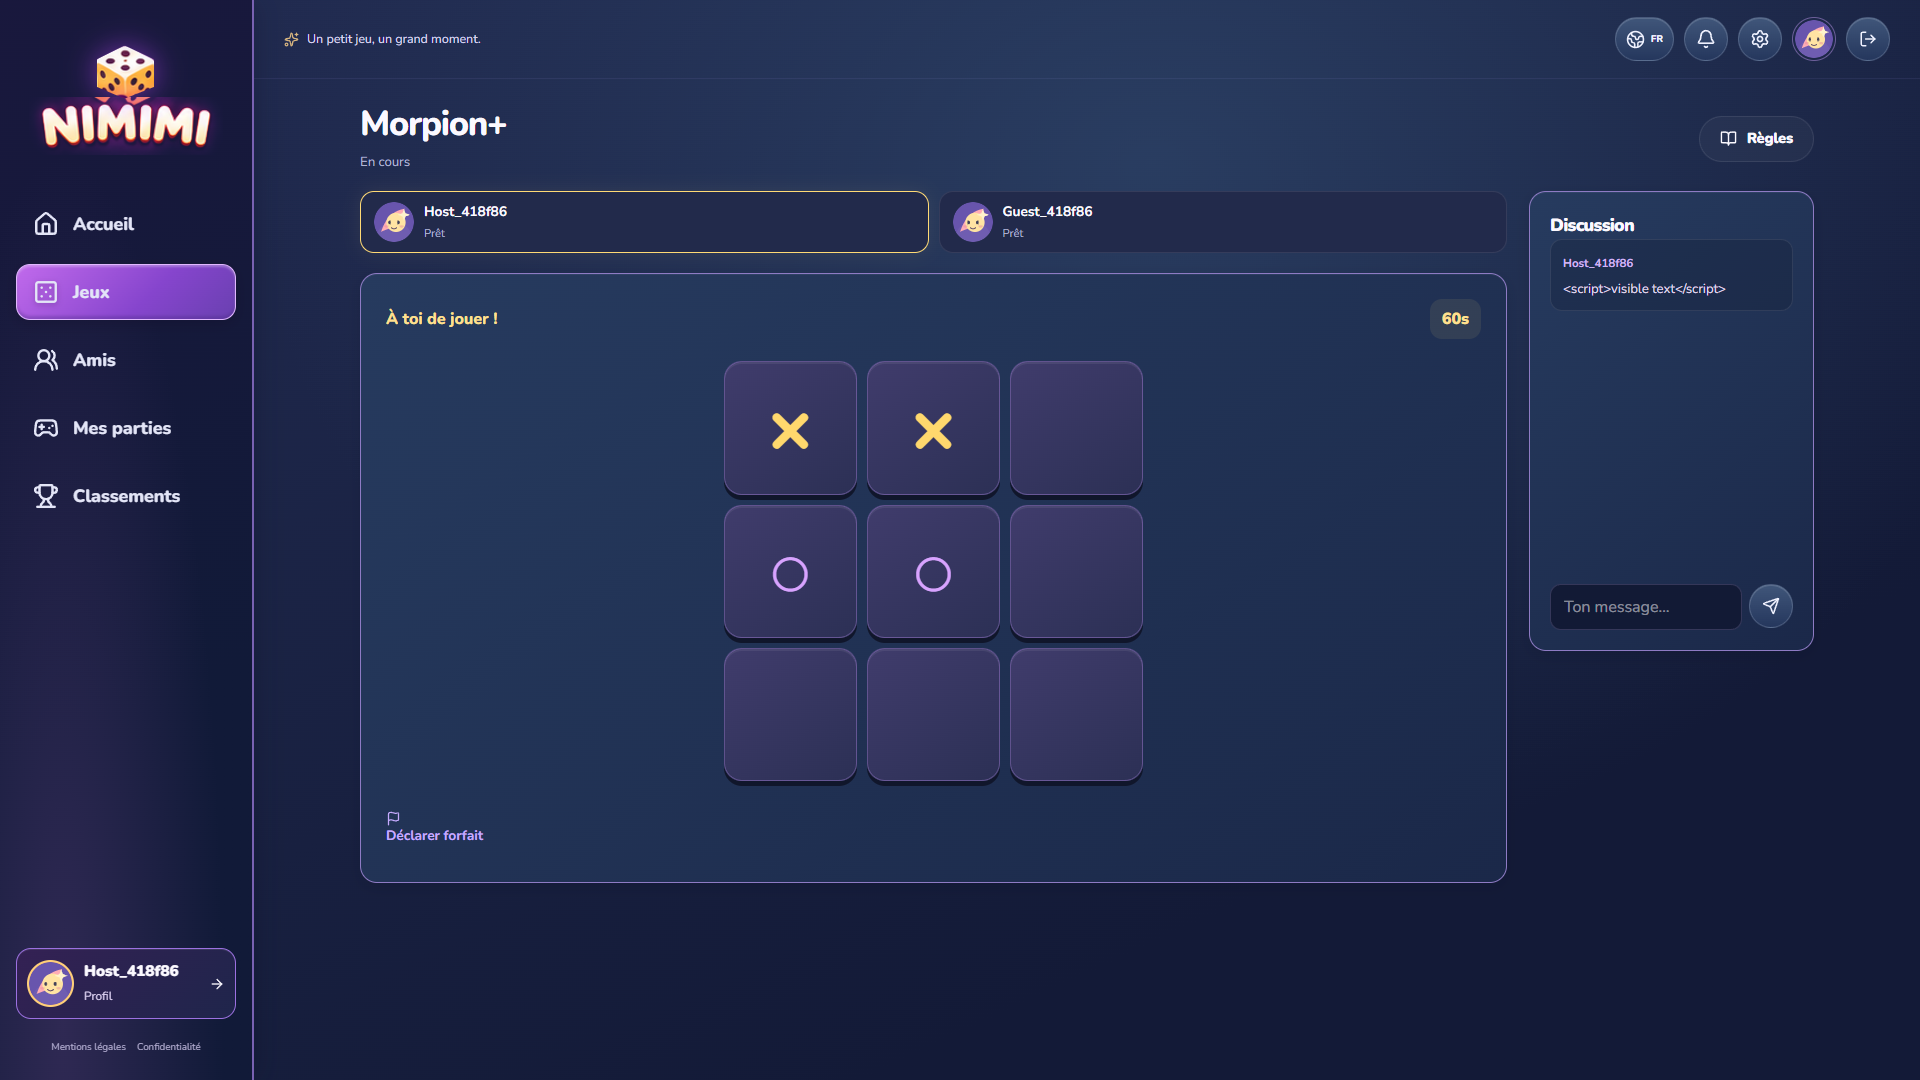 NIMIMI
Un petit jeu, un grand moment.
FR
Accueil
Jeux
Amis
Mes parties
Classements
Host_418f86
Profil
Mentions légales Confidentialité
Morpion+
En cours
Règles
Host_418f86
Prêt
Guest_418f86
Prêt
À toi de jouer !
60s
Déclarer forfait
Discussion
Host_418f86
<script>visible text</script>
Ton message...